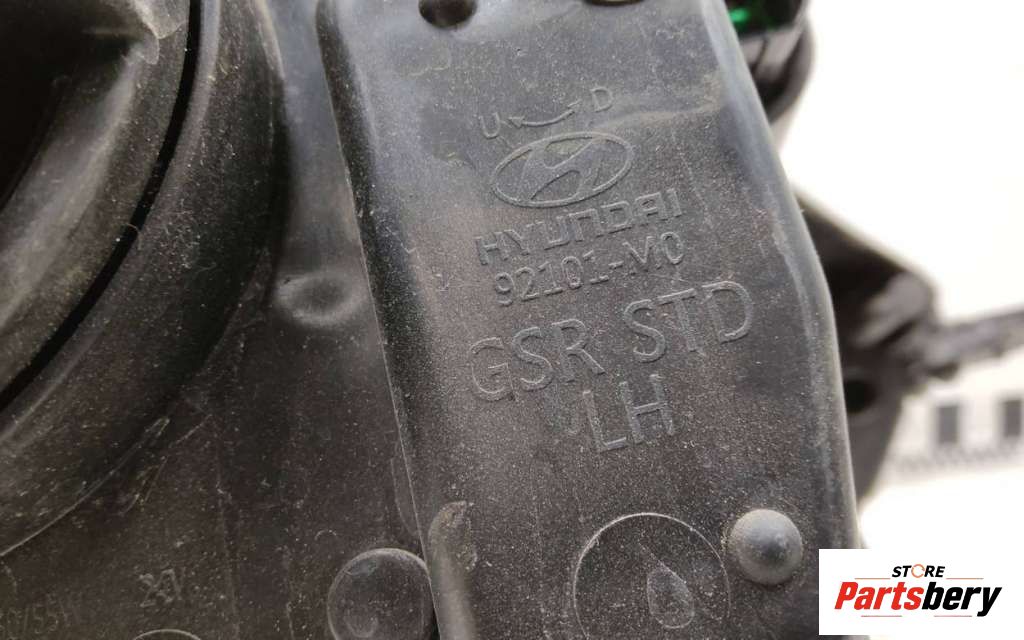 U D
HYUNDAI
92101-M0
GSR STD
LH
STORE
Partsbery